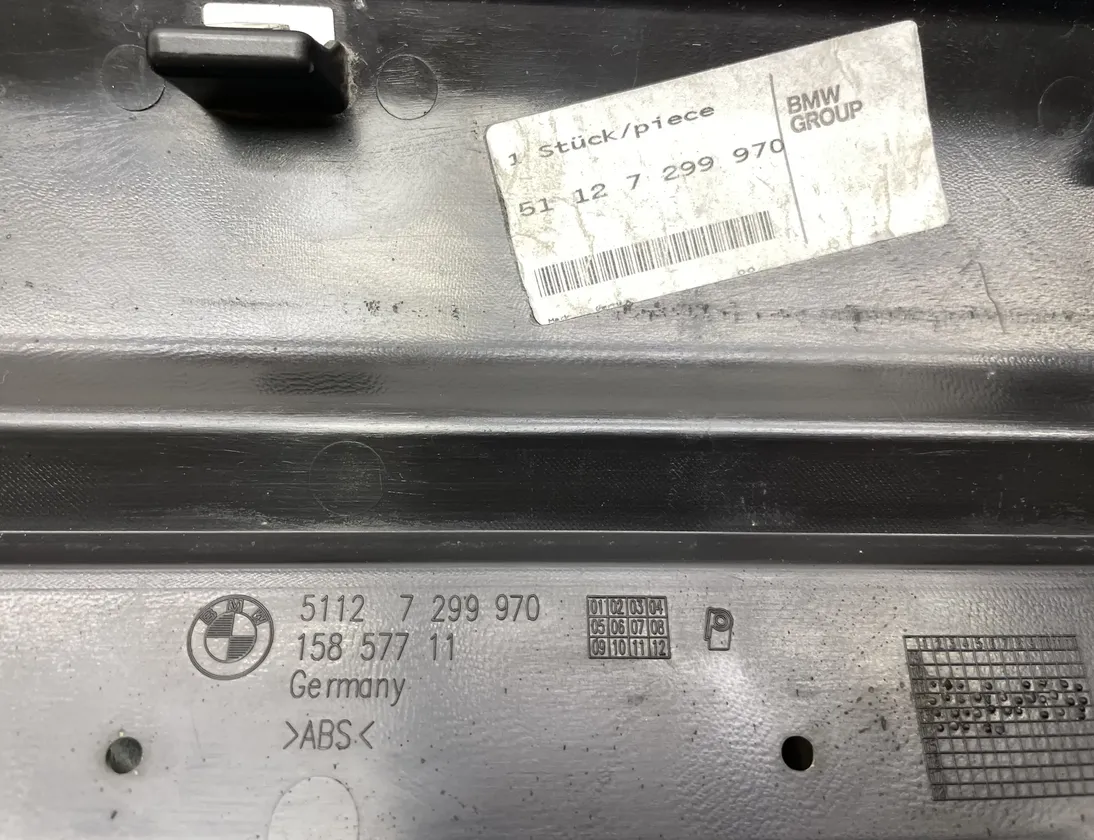 1 Stück/piece
51 12 7 299 970
BMW
GROUP
BMW
5112 7 299 970
158 577 11
Germany
>ABS<
01 02 03 04
05 06 07 08
09 10 11 12
P